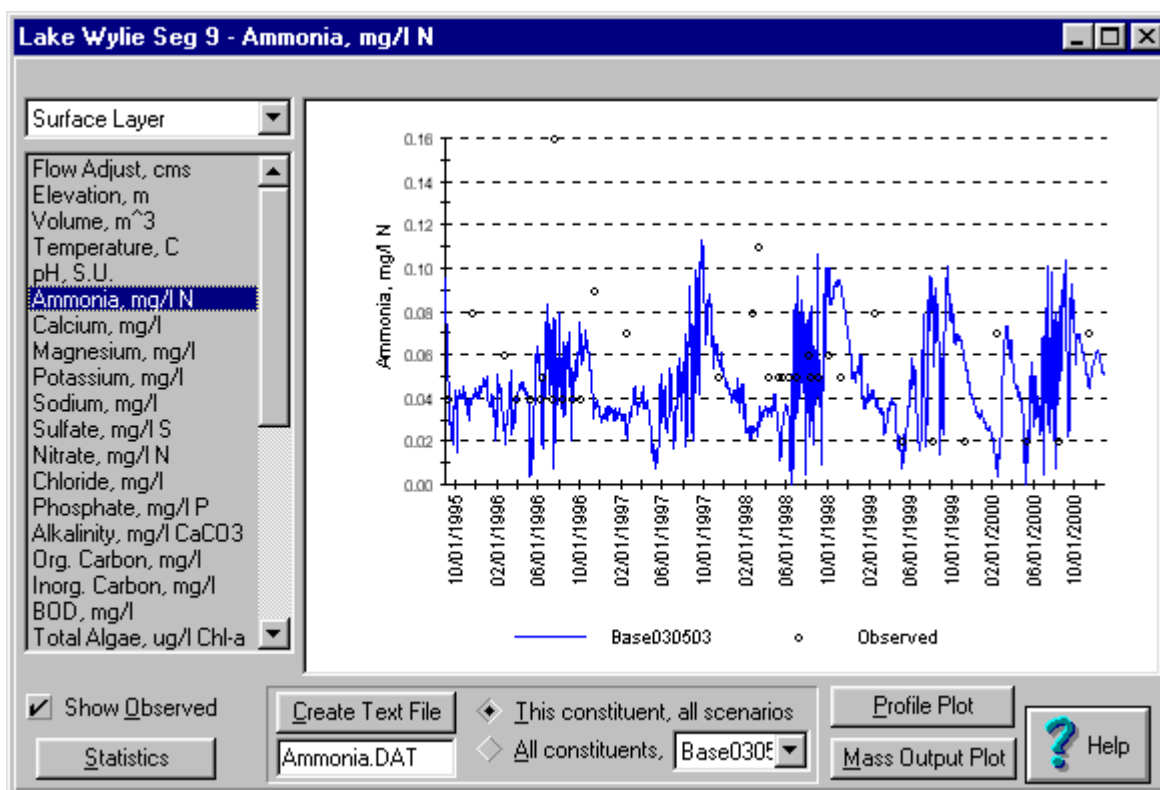 Lake Wylie Seg 9 - Ammonia, mg/l N
Surface Layer
Flow Adjust, cms
Elevation, m
Volume, m^3
Temperature, C
pH, S.U.
Ammonia, mg/l N
Calcium, mg/l
Magnesium, mg/l
Potassium, mg/l
Sodium, mg/l
Sulfate, mg/l S
Nitrate, mg/l N
Chloride, mg/l
Phosphate, mg/l P
Alkalinity, mg/l CaCO3
Org. Carbon, mg/l
Inorg. Carbon, mg/l
BOD, mg/l
Total Algae, ug/l Chl-a
Ammonia, mg/l N
0.16
0.14
0.12
0.10
0.08
0.06
0.04
0.02
0.00
10/01/1995
02/01/1996
06/01/1996
10/01/1996
02/01/1997
06/01/1997
10/01/1997
02/01/1998
06/01/1998
10/01/1998
02/01/1999
06/01/1999
10/01/1999
02/01/2000
06/01/2000
10/01/2000
Base030503
Observed
Show Observed
Statistics
Create Text File
Ammonia.DAT
This constituent, all scenarios
All constituents,
Base0305
Profile Plot
Mass Output Plot
Help